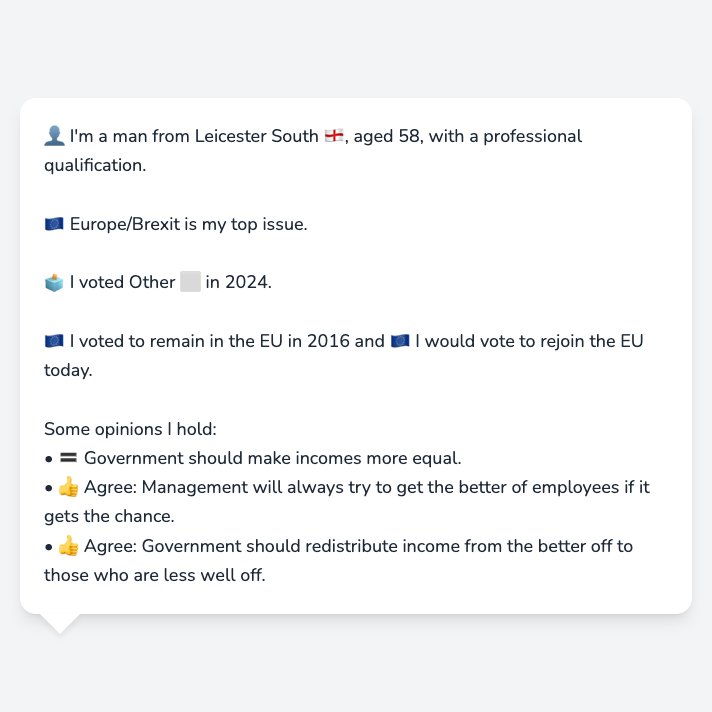 👤 I'm a man from Leicester South 🏴󠁧󠁢󠁥󠁮󠁧󠁿, aged 58, with a professional
qualification.
🇪🇺 Europe/Brexit is my top issue.
🗳️ I voted Other ⬜ in 2024.
🇪🇺 I voted to remain in the EU in 2016 and 🇪🇺 I would vote to rejoin the EU
today.
Some opinions I hold:
• 🟰 Government should make incomes more equal.
• 👍 Agree: Management will always try to get the better of employees if it
gets the chance.
• 👍 Agree: Government should redistribute income from the better off to
those who are less well off.